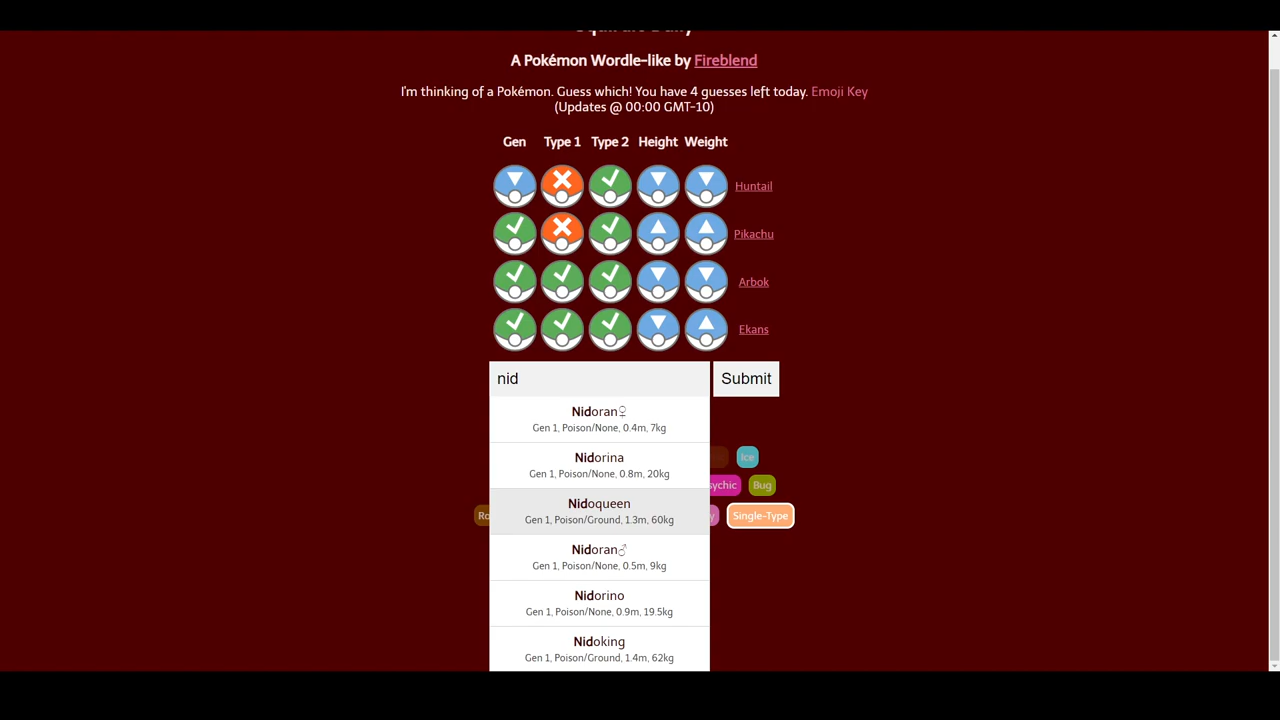 A Pokémon Wordle-like by Fireblend
I'm thinking of a Pokémon. Guess which! You have 4 guesses left today. Emoji Key
(Updates @ 00:00 GMT-10)
Gen Type 1 Type 2 Height Weight
Huntail
Pikachu
Arbok
Ekans
nid Submit
Nidoran♀
Gen 1, Poison/None, 0.4m, 7kg
Nidorina
Gen 1, Poison/None, 0.8m, 20kg
Ice
sychic Bug
Nidoqueen
Gen 1, Poison/Ground, 1.3m, 60kg
Ro y Single-Type
Nidoran♂
Gen 1, Poison/None, 0.5m, 9kg
Nidorino
Gen 1, Poison/None, 0.9m, 19.5kg
Nidoking
Gen 1, Poison/Ground, 1.4m, 62kg